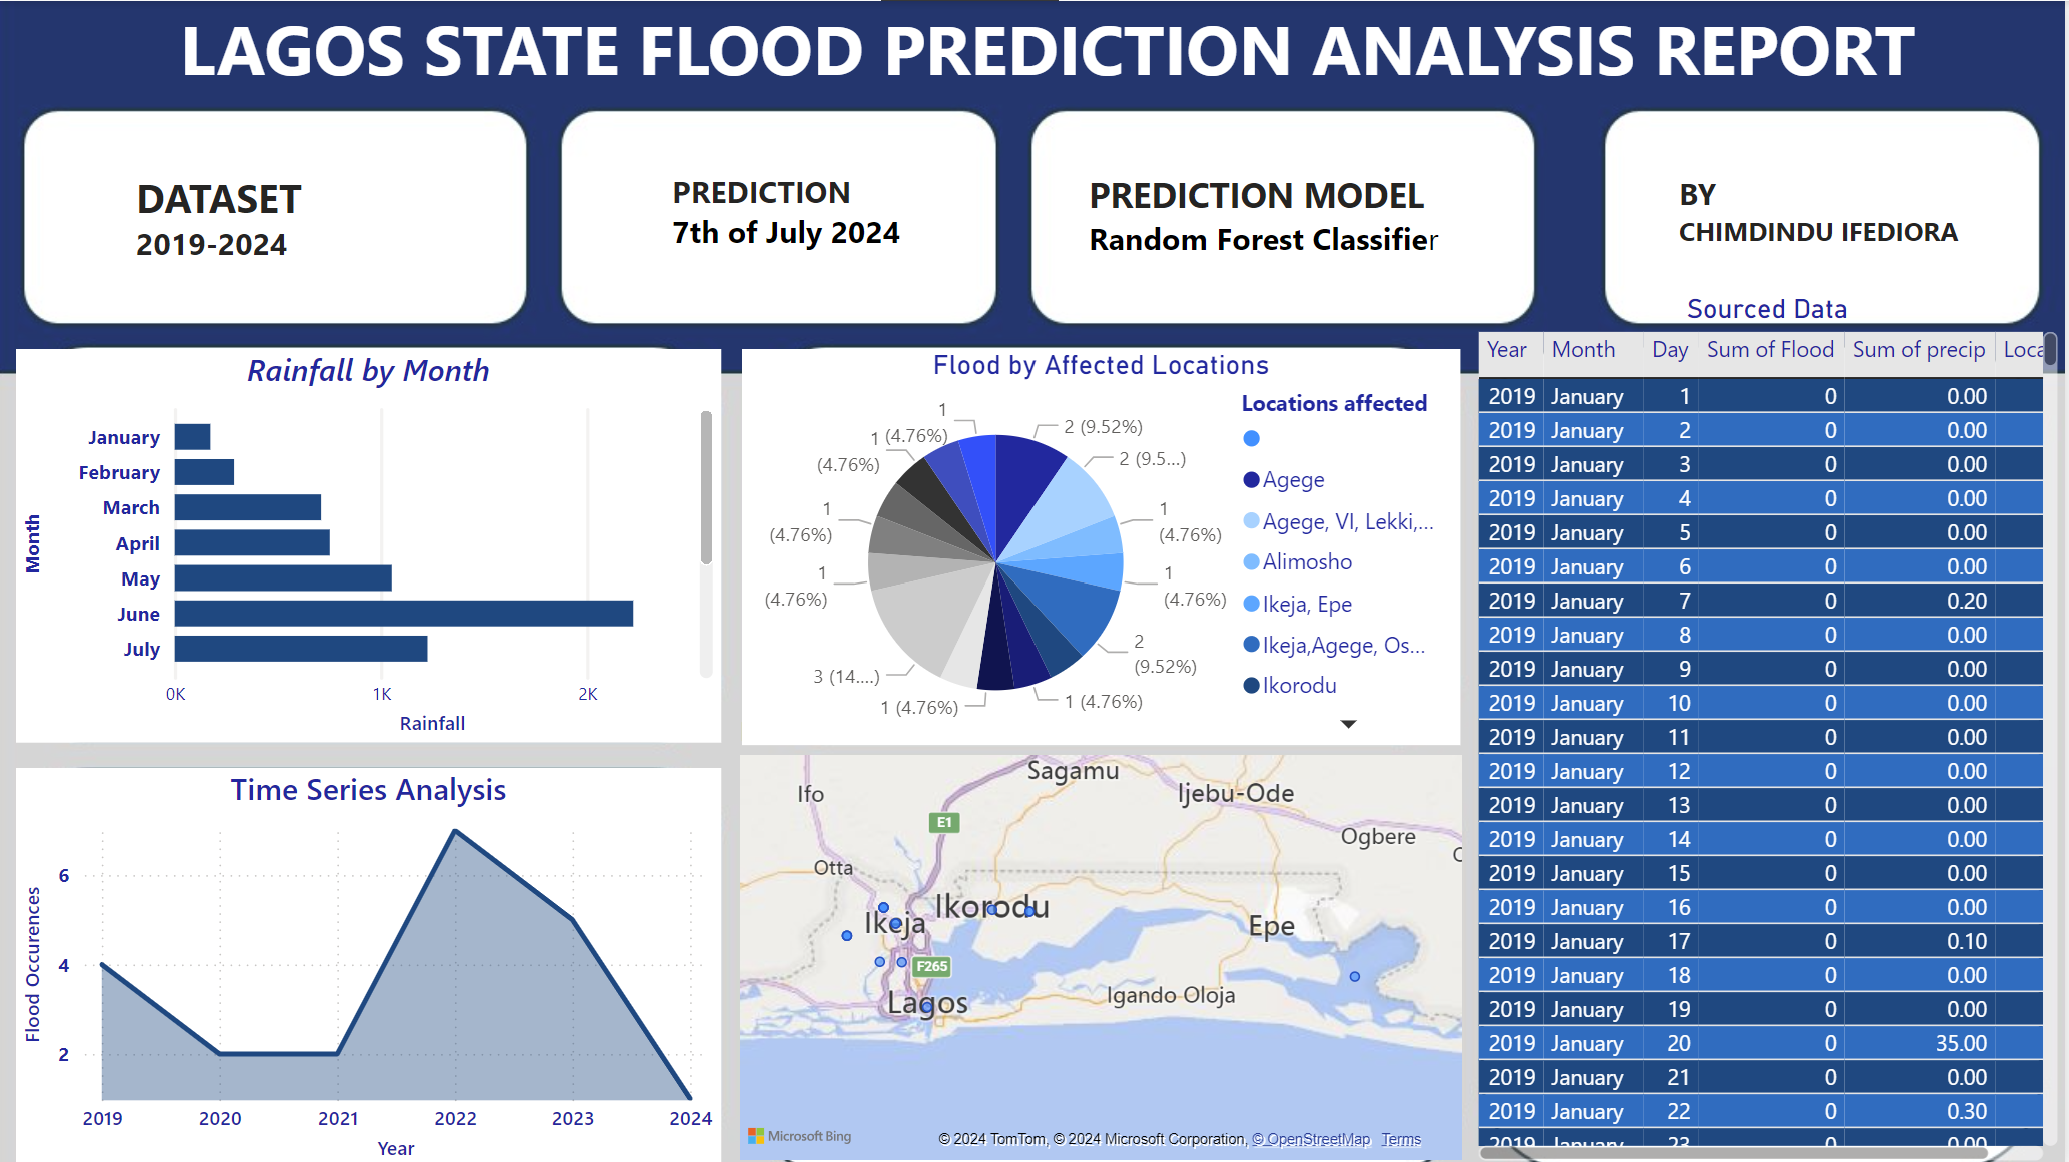 LAGOS STATE FLOOD PREDICTION ANALYSIS REPORT
DATASET
2019-2024
PREDICTION
7th of July 2024
PREDICTION MODEL
Random Forest Classifier
BY
CHIMDINDU IFEDIORA
Rainfall by Month
Month
January
February
March
April
May
June
July
0K 1K 2K
Rainfall
Flood by Affected Locations
1
1 (4.76%)
(4.76%)
1
(4.76%)
1
(4.76%)
3 (14....)
1 (4.76%)
2 (9.52%)
2 (9.5...)
1
(4.76%)
1
(4.76%)
2
(9.52%)
1 (4.76%)
Locations affected
Agege
Agege, VI, Lekki,...
Alimosho
Ikeja, Epe
Ikeja,Agege, Os...
Ikorodu
Sourced Data
Year Month Day Sum of Flood Sum of precip Loca
2019 January 1 0 0.00
2019 January 2 0 0.00
2019 January 3 0 0.00
2019 January 4 0 0.00
2019 January 5 0 0.00
2019 January 6 0 0.00
2019 January 7 0 0.20
2019 January 8 0 0.00
2019 January 9 0 0.00
2019 January 10 0 0.00
2019 January 11 0 0.00
2019 January 12 0 0.00
2019 January 13 0 0.00
2019 January 14 0 0.00
2019 January 15 0 0.00
2019 January 16 0 0.00
2019 January 17 0 0.10
2019 January 18 0 0.00
2019 January 19 0 0.00
2019 January 20 0 35.00
2019 January 21 0 0.00
2019 January 22 0 0.30
2019 January 23 0 0.00
Time Series Analysis
Flood Occurences
6
4
2
2019 2020 2021 2022 2023 2024
Year
Sagamu
Ifo
Ijebu-Ode
E1
Ogbere
Otta
Ikorodu
Ikeja
Epe
F265
Lagos
Igando Oloja
Microsoft Bing
© 2024 TomTom, © 2024 Microsoft Corporation, © OpenStreetMap Terms